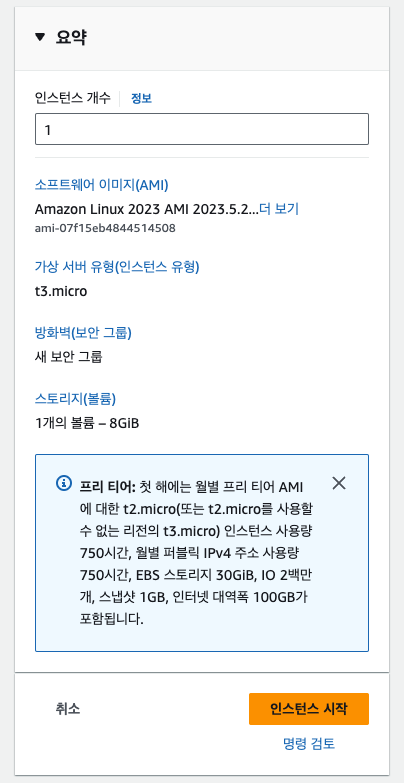 ▼ 요약
인스턴스 개수 정보
1
소프트웨어 이미지(AMI)
Amazon Linux 2023 AMI 2023.5.2...더 보기
ami-07f15eb4844514508
가상 서버 유형(인스턴스 유형)
t3.micro
방화벽(보안 그룹)
새 보안 그룹
스토리지(볼륨)
1개의 볼륨 – 8GiB
프리 티어: 첫 해에는 월별 프리 티어 AMI
에 대한 t2.micro(또는 t2.micro를 사용할
수 없는 리전의 t3.micro) 인스턴스 사용량
750시간, 월별 퍼블릭 IPv4 주소 사용량
750시간, EBS 스토리지 30GiB, IO 2백만
개, 스냅샷 1GB, 인터넷 대역폭 100GB가
포함됩니다.
취소 인스턴스 시작
명령 검토